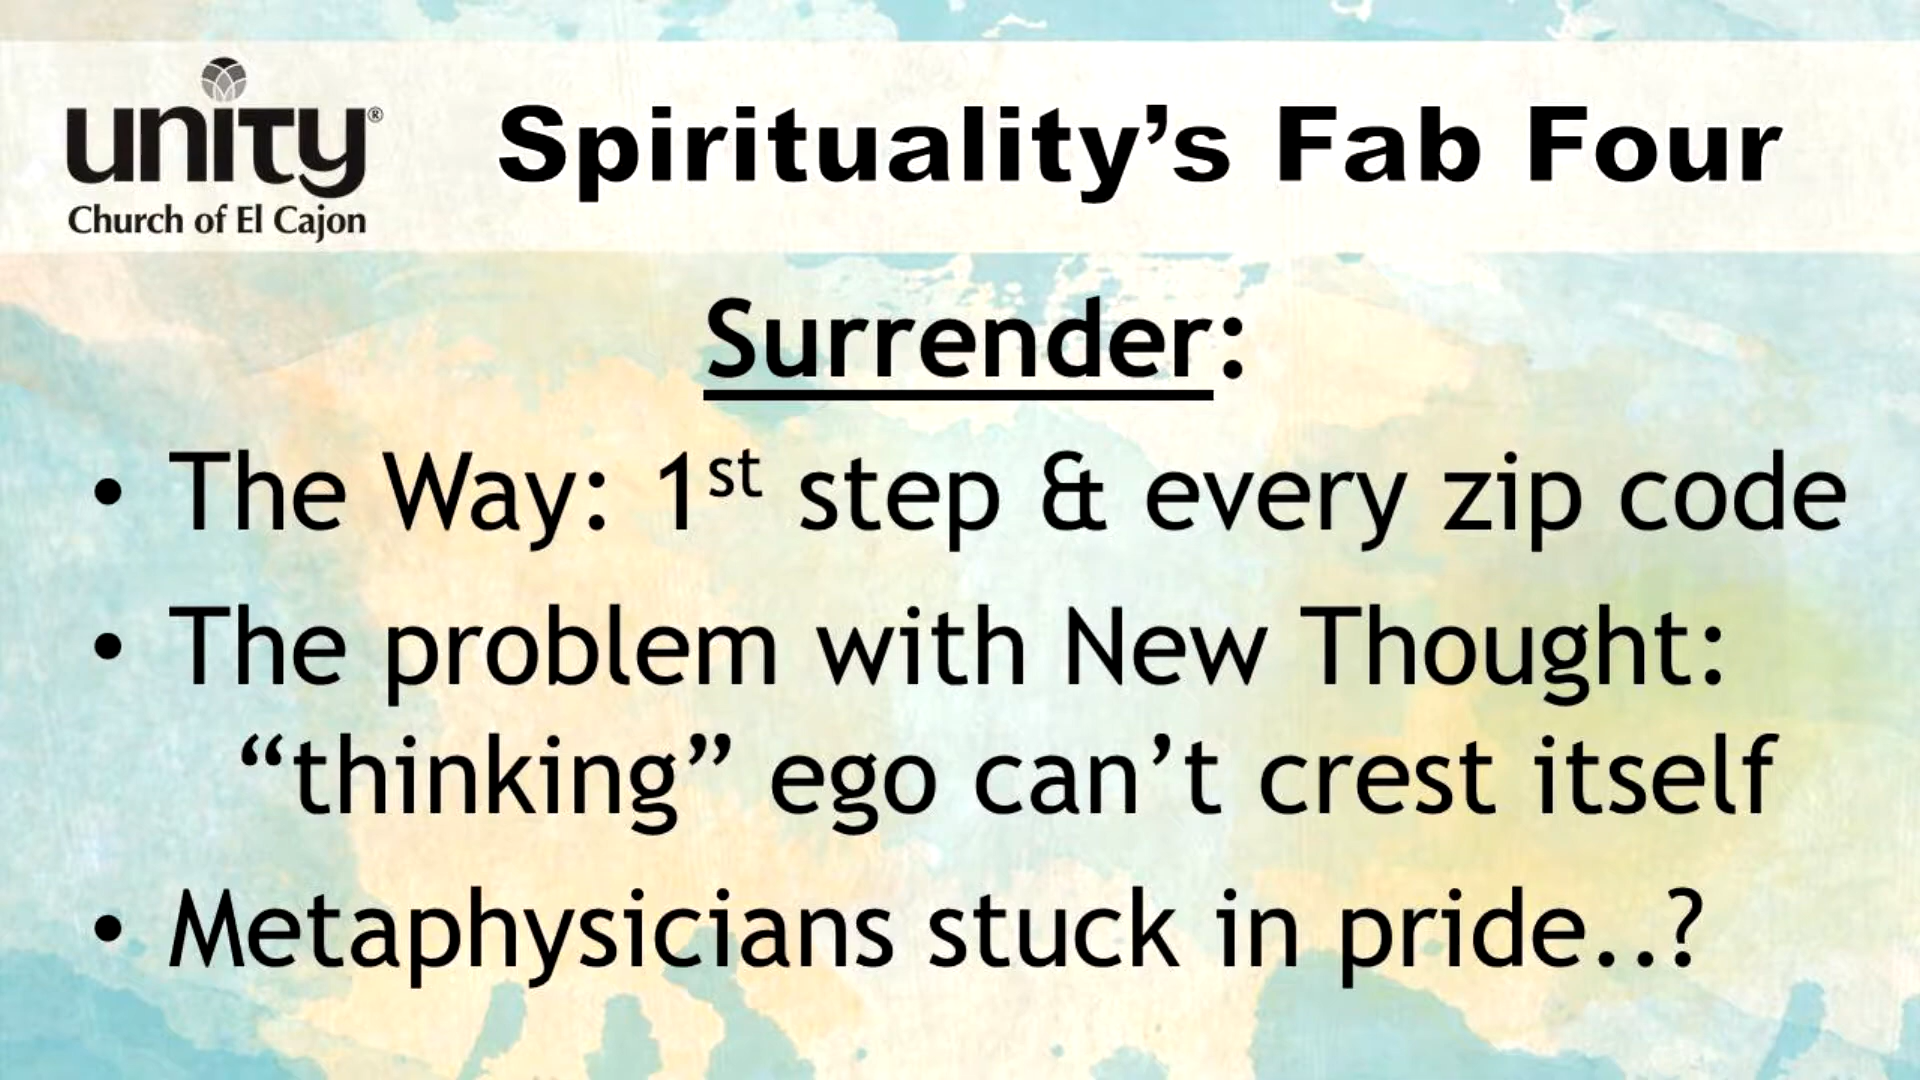 unity®
Church of El Cajon
Spirituality’s Fab Four
Surrender:
• The Way: 1st step & every zip code
• The problem with New Thought:
“thinking” ego can’t crest itself
• Metaphysicians stuck in pride..?